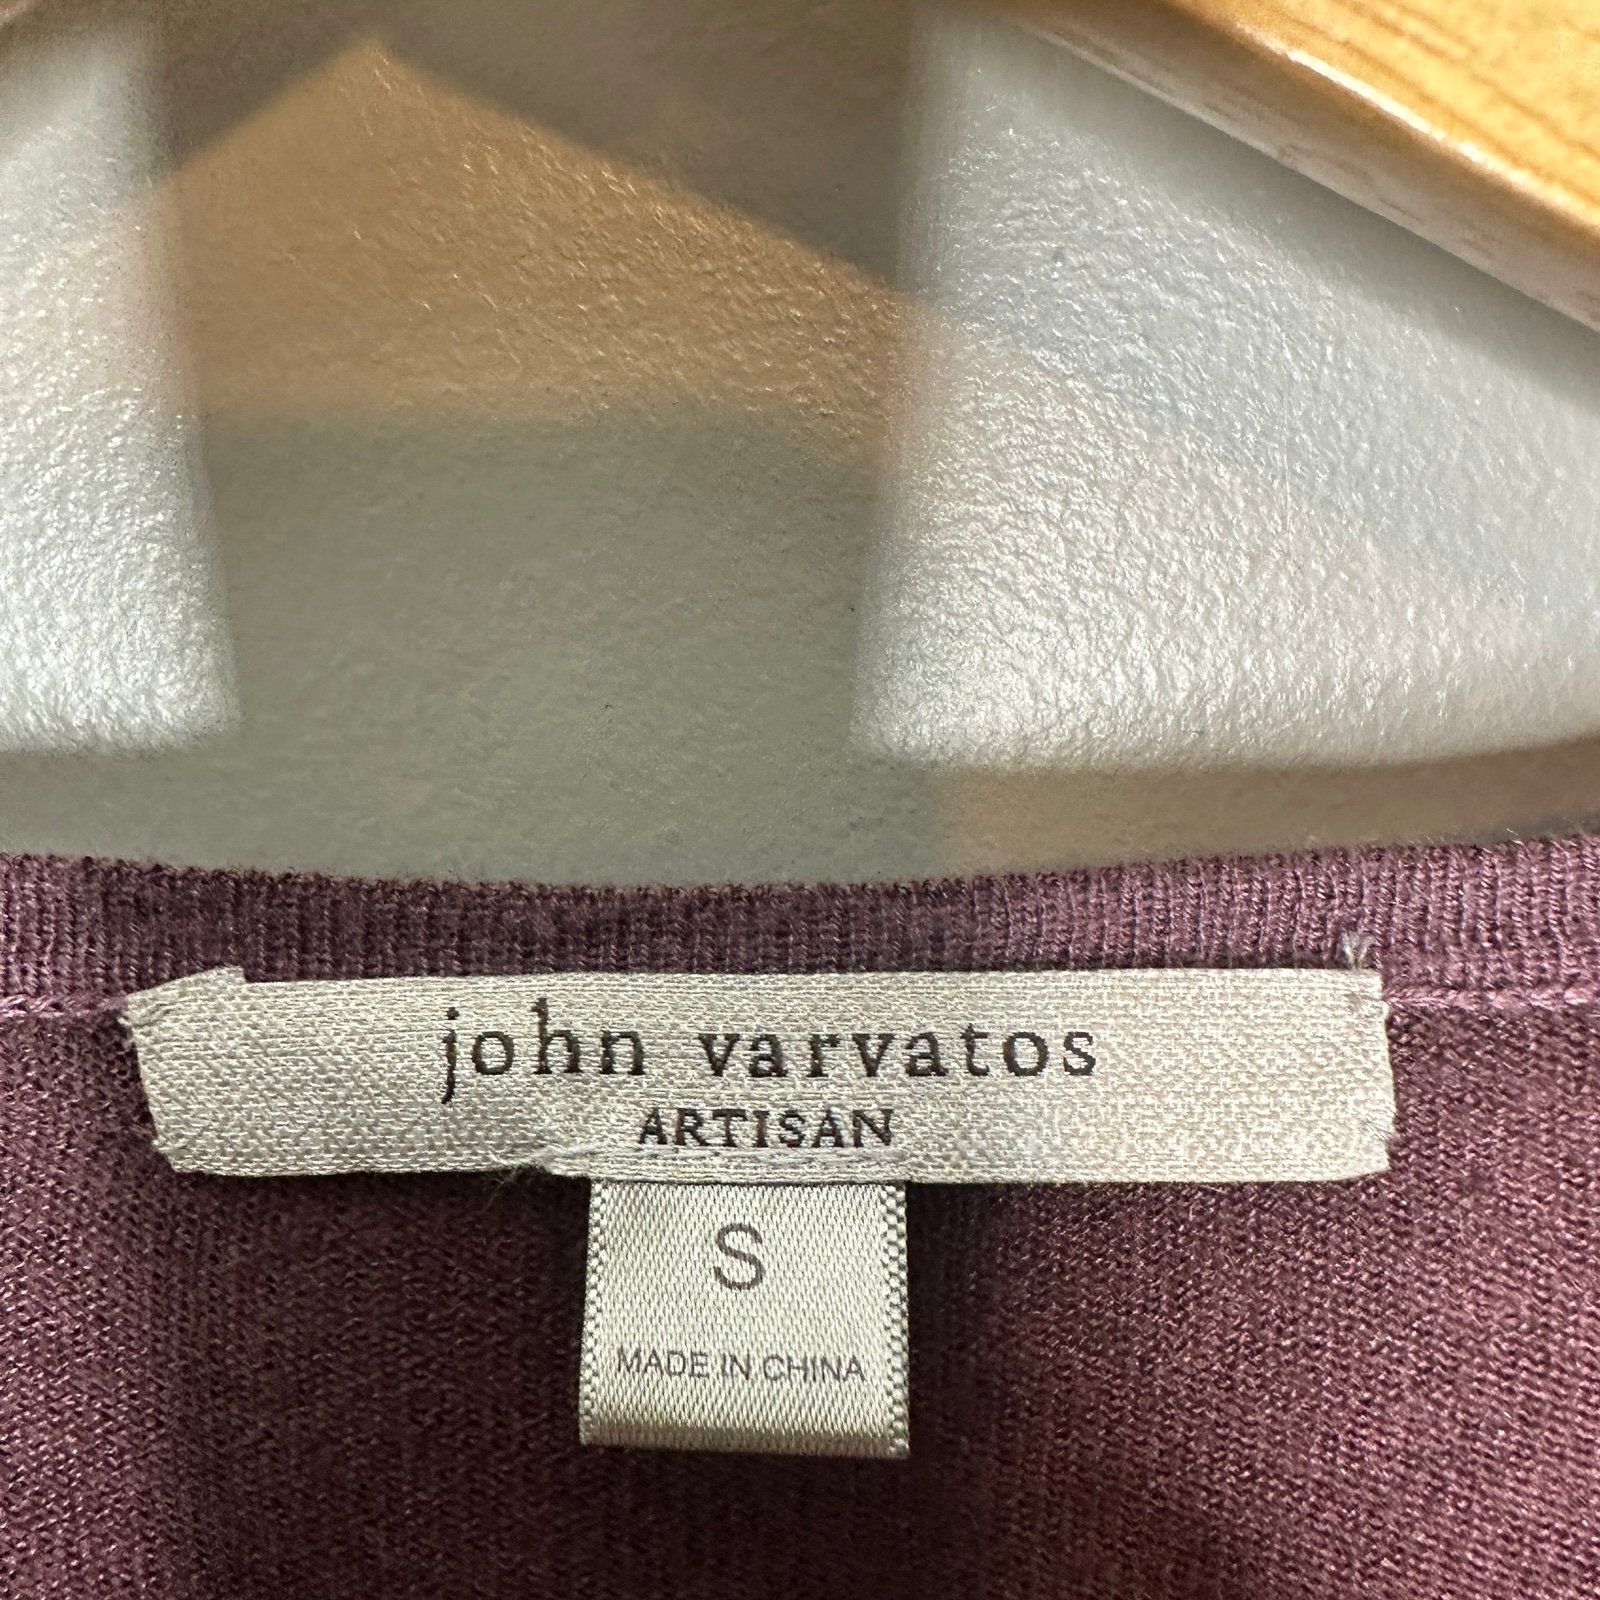 john varvatos
ARTISAN
S
MADE IN CHINA